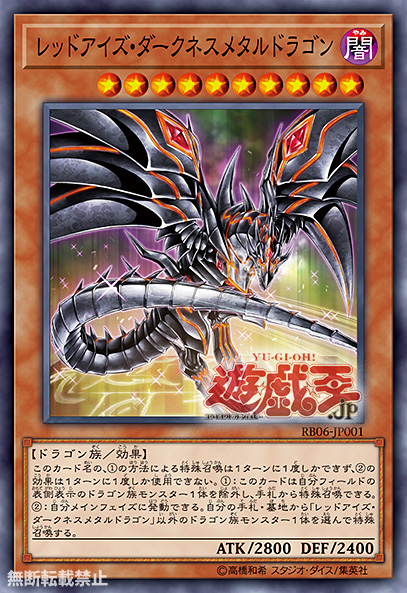 レッドアイズ・ダークネスメタルドラゴン
闇
YU-GI-OH!
遊戯王.jp
RB06-JP001
【ドラゴン族／効果】
このカード名の、①の方法による特殊召喚は1ターンに1度しかできず、②の
効果は1ターンに1度しか使用できない。①：このカードは自分フィールドの
表側表示のドラゴン族モンスター1体を除外し、手札から特殊召喚できる。
②：自分メインフェイズに発動できる。自分の手札・墓地から「レッドアイズ・
ダークネスメタルドラゴン」以外のドラゴン族モンスター1体を選んで特殊
召喚する。
ATK/2800 DEF/2400
無断転載禁止
©高橋和希 スタジオ・ダイス/集英社